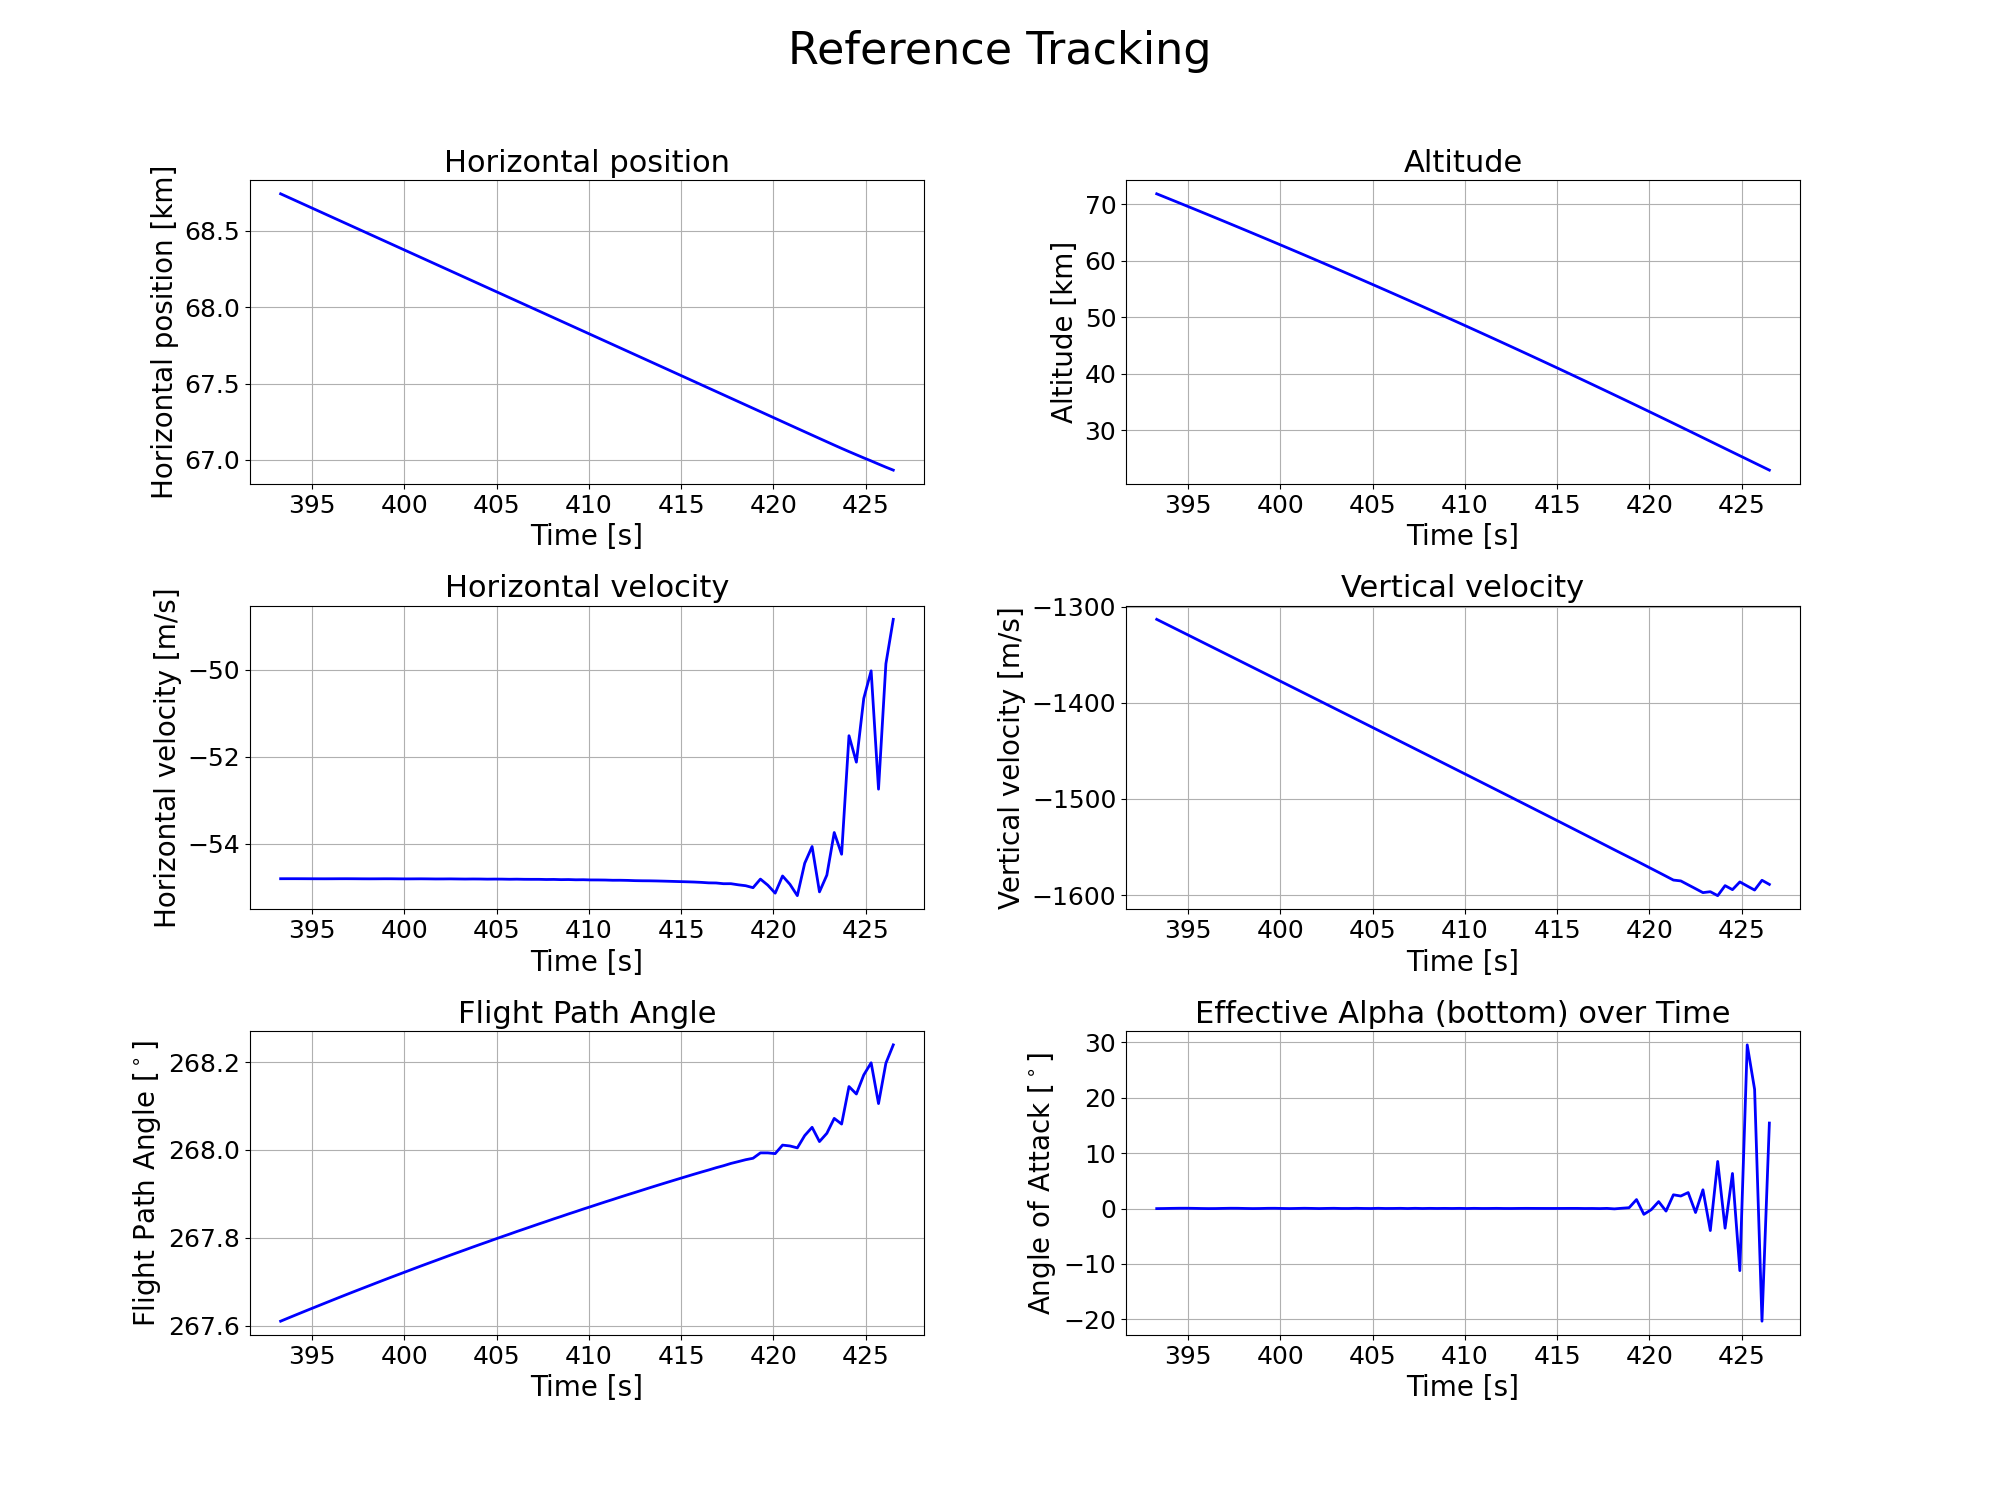 Reference Tracking
Horizontal position
Horizontal position [km]
68.5
68.0
67.5
67.0
395 400 405 410 415 420 425
Time [s]
Altitude
Altitude [km]
70
60
50
40
30
395 400 405 410 415 420 425
Time [s]
Horizontal velocity
Horizontal velocity [m/s]
−50
−52
−54
395 400 405 410 415 420 425
Time [s]
Vertical velocity
Vertical velocity [m/s]
−1300
−1400
−1500
−1600
395 400 405 410 415 420 425
Time [s]
Flight Path Angle
Flight Path Angle [°]
268.2
268.0
267.8
267.6
395 400 405 410 415 420 425
Time [s]
Effective Alpha (bottom) over Time
Angle of Attack [°]
30
20
10
0
−10
−20
395 400 405 410 415 420 425
Time [s]